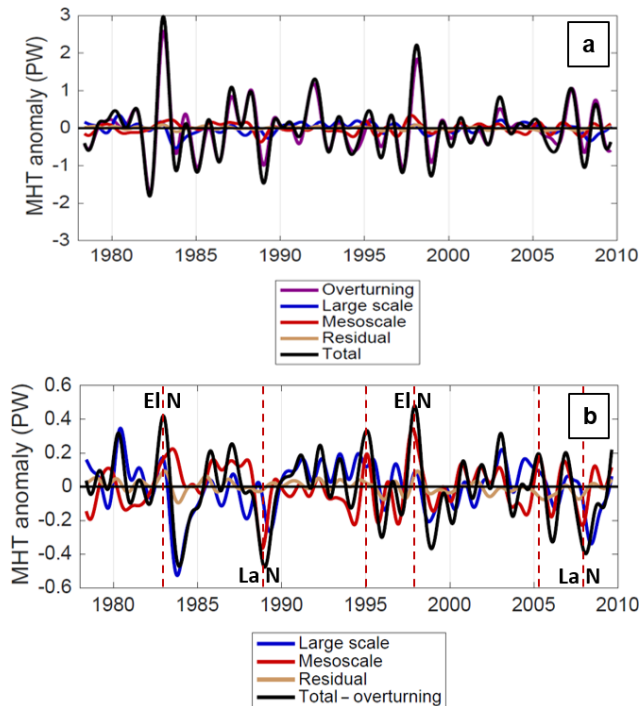 a
MHT anomaly (PW)
3
2
1
0
-1
-2
-3
1980 1985 1990 1995 2000 2005 2010
Overturning
Large scale
Mesoscale
Residual
Total
b
MHT anomaly (PW)
0.6
0.4
0.2
0
-0.2
-0.4
-0.6
El N El N
La N La N
1980 1985 1990 1995 2000 2005 2010
Large scale
Mesoscale
Residual
Total – overturning